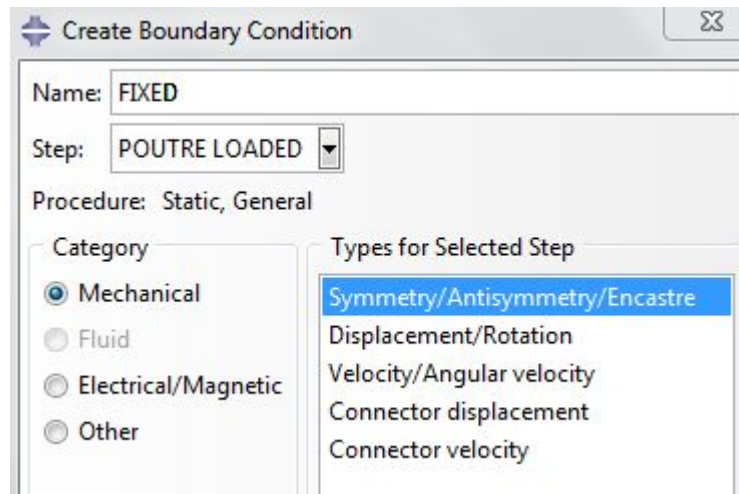 Create Boundary Condition
Name: FIXED
Step: POUTRE LOADED
Procedure: Static, General
Category
Mechanical
Fluid
Electrical/Magnetic
Other
Types for Selected Step
Symmetry/Antisymmetry/Encastre
Displacement/Rotation
Velocity/Angular velocity
Connector displacement
Connector velocity